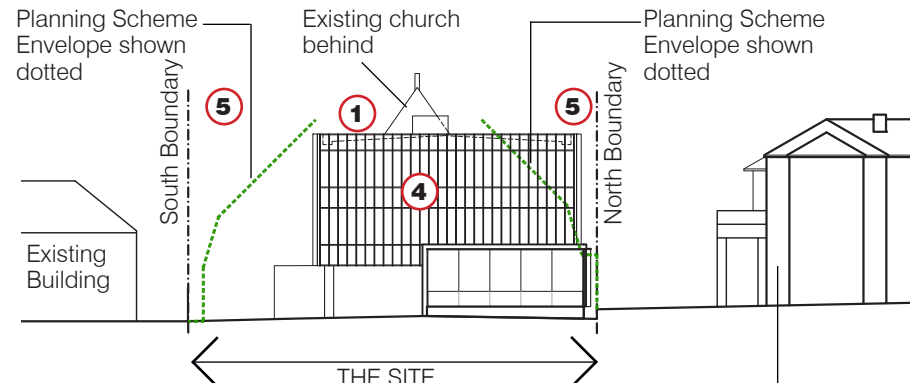 Planning Scheme
Envelope shown
dotted
Existing church
behind
Planning Scheme
Envelope shown
dotted
South Boundary
5
1
5
North Boundary
4
Existing
Building
THE SITE